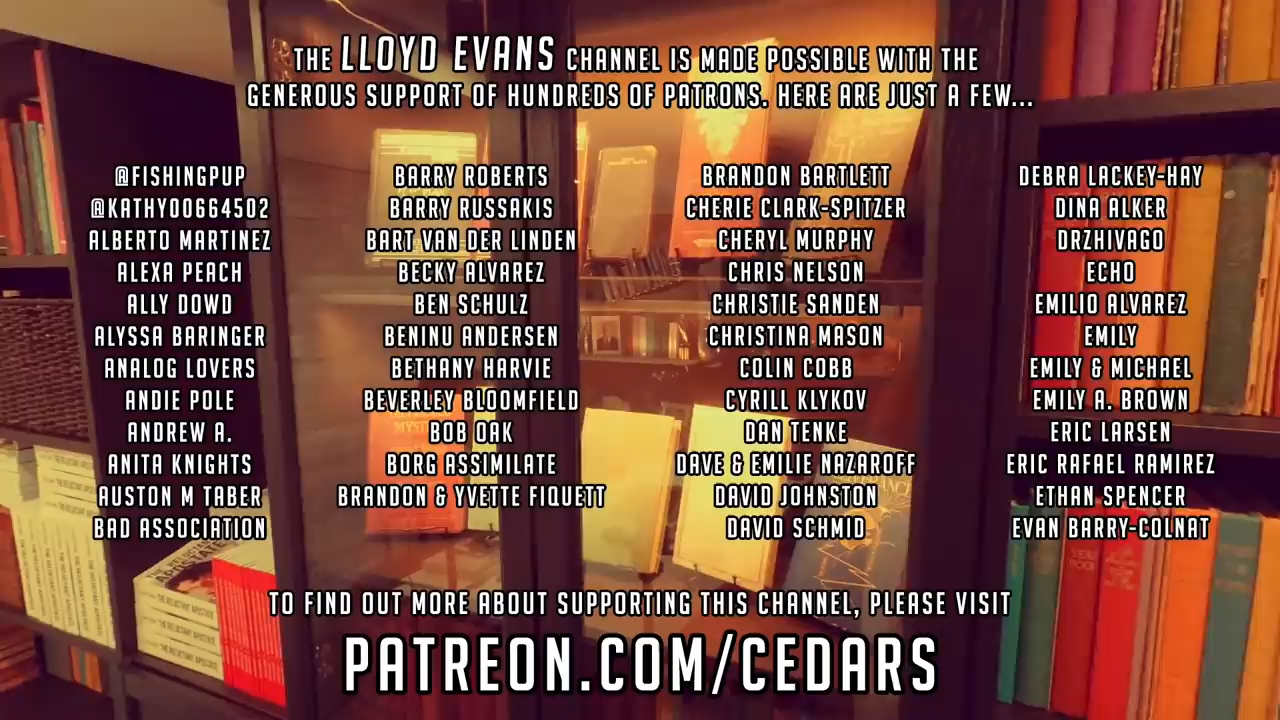 THE LLOYD EVANS CHANNEL IS MADE POSSIBLE WITH THE
GENEROUS SUPPORT OF HUNDREDS OF PATRONS. HERE ARE JUST A FEW...
@FISHINGPUP
@KATHY00664502
ALBERTO MARTINEZ
ALEXA PEACH
ALLY DOWD
ALYSSA BARINGER
ANALOG LOVERS
ANDIE POLE
ANDREW A.
ANITA KNIGHTS
AUSTON M TABER
BAD ASSOCIATION
BARRY ROBERTS
BARRY RUSSAKIS
BART VAN DER LINDEN
BECKY ALVAREZ
BEN SCHULZ
BENINU ANDERSEN
BETHANY HARVIE
BEVERLEY BLOOMFIELD
BOB OAK
BORG ASSIMILATE
BRANDON & YVETTE FIQUETT
BRANDON BARTLETT
CHERIE CLARK-SPITZER
CHERYL MURPHY
CHRIS NELSON
CHRISTIE SANDEN
CHRISTINA MASON
COLIN COBB
CYRILL KLYKOV
DAN TENKE
DAVE & EMILIE NAZAROFF
DAVID JOHNSTON
DAVID SCHMID
DEBRA LACKEY-HAY
DINA ALKER
DRZHIVAGO
ECHO
EMILIO ALVAREZ
EMILY
EMILY & MICHAEL
EMILY A. BROWN
ERIC LARSEN
ERIC RAFAEL RAMIREZ
ETHAN SPENCER
EVAN BARRY-COLNAT
TO FIND OUT MORE ABOUT SUPPORTING THIS CHANNEL, PLEASE VISIT
PATREON.COM/CEDARS
THE RELUCTANT APOSTATE
THE RELUCTANT APOSTATE